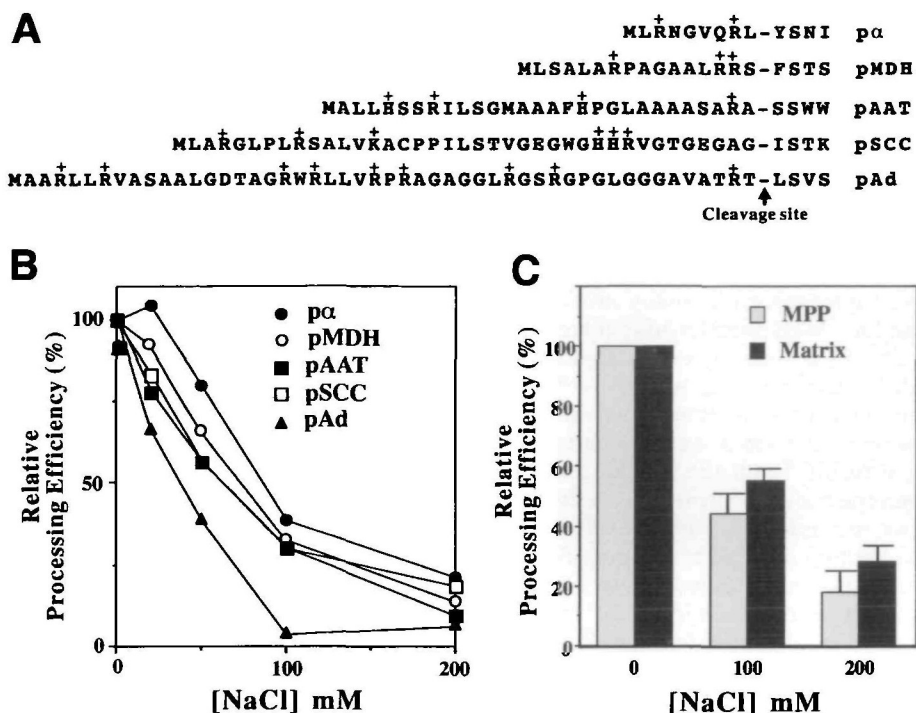 A
MLRNGVQRL-YSNI pα
MLSALARPAGAALRRS-FSTS pMDH
MALLHSSRILSGMAAAFHPGLAAAASARA-SSWW pAAT
MLARGLPLRSALVKACPPILSTVGEGWGHHRVGTGEGAG-ISTK pSCC
MAARLLRVASAALGDTAGRWRLLVRPRAGAGGLRGSRGPGLGGGAVATRT-LSVS pAd
Cleavage site
B
Relative
Processing Efficiency (%)
100
50
0
pα
pMDH
pAAT
pSCC
pAd
0 100 200
[NaCl] mM
C
Relative
Processing Efficiency (%)
100
80
60
40
20
0
MPP
Matrix
0 100 200
[NaCl] mM